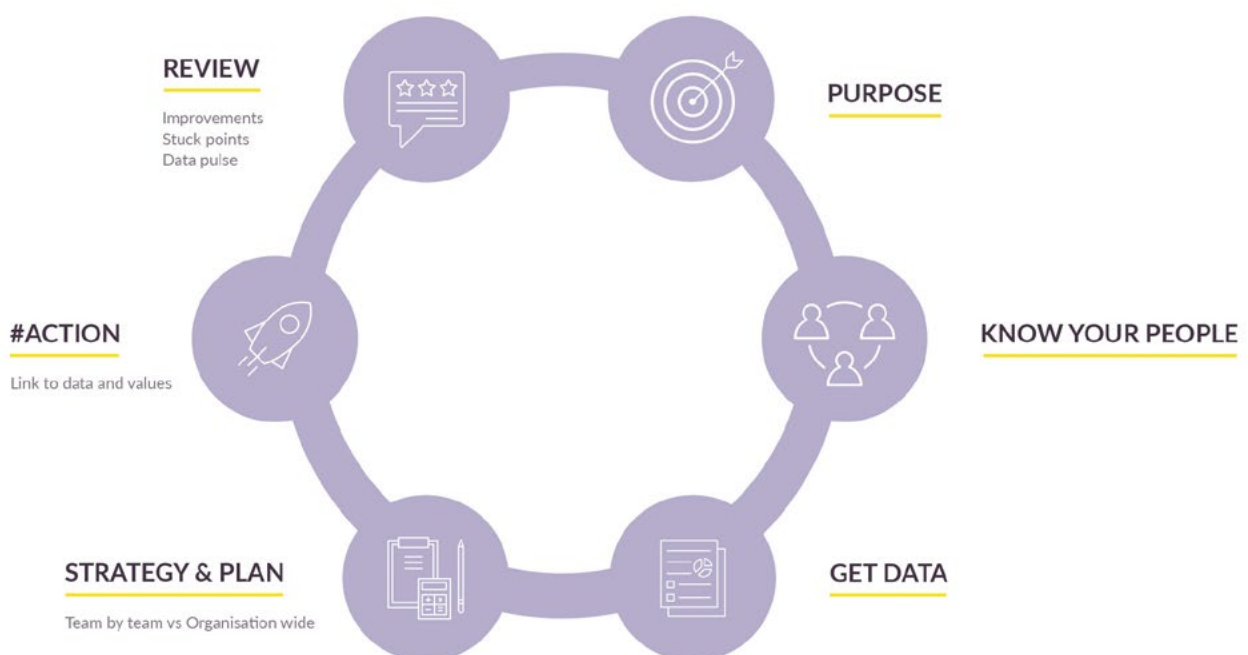 REVIEW
Improvements
Stuck points
Data pulse
PURPOSE
#ACTION
Link to data and values
KNOW YOUR PEOPLE
STRATEGY & PLAN
Team by team vs Organisation wide
GET DATA